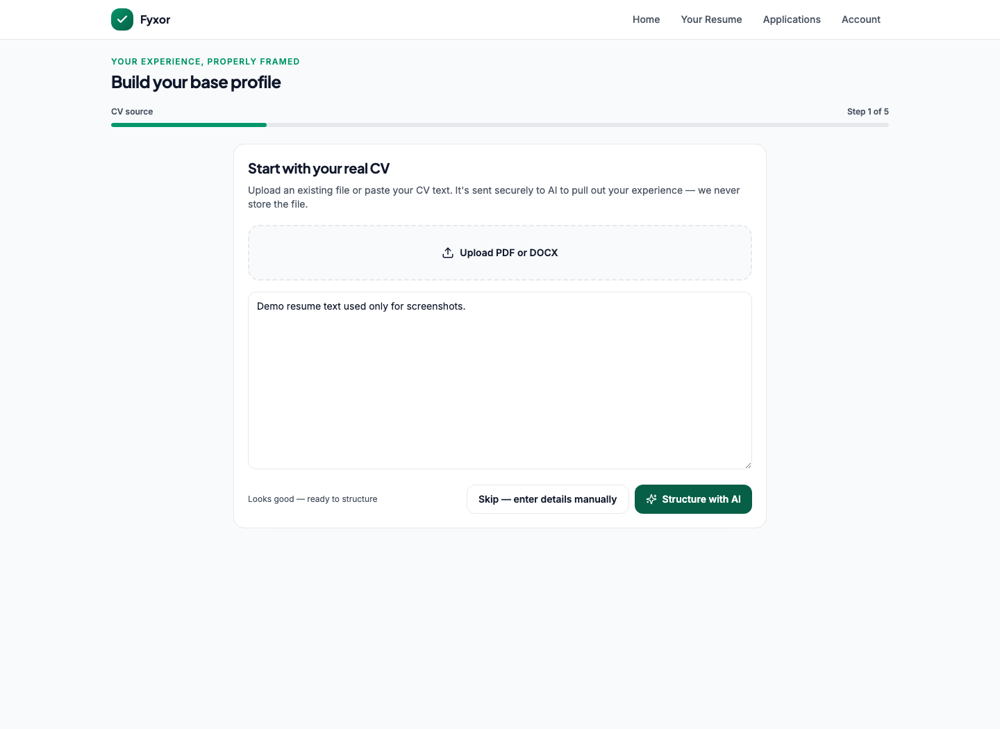 Fyxor
Home
Your Resume
Applications
Account
YOUR EXPERIENCE, PROPERLY FRAMED
Build your base profile
CV source
Step 1 of 5
Start with your real CV
Upload an existing file or paste your CV text. It's sent securely to AI to pull out your experience — we never
store the file.
Upload PDF or DOCX
Demo resume text used only for screenshots.
Looks good — ready to structure
Skip — enter details manually
Structure with AI